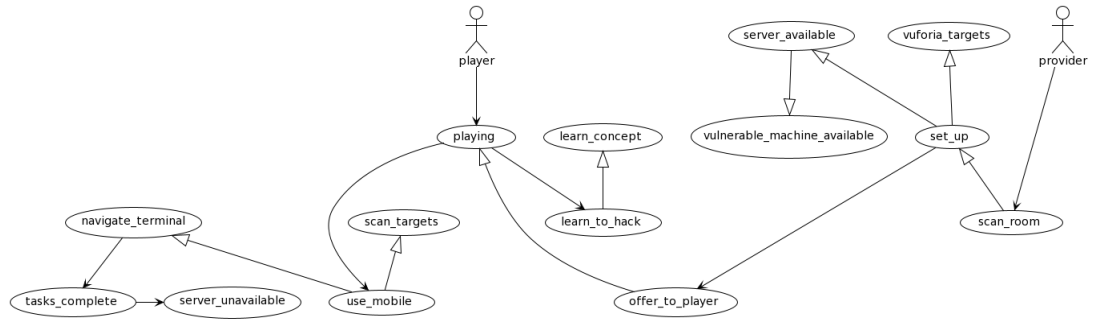 server_available
vuforia_targets
player
provider
playing
learn_concept
vulnerable_machine_available
set_up
navigate_terminal
scan_targets
learn_to_hack
scan_room
tasks_complete
server_unavailable
use_mobile
offer_to_player